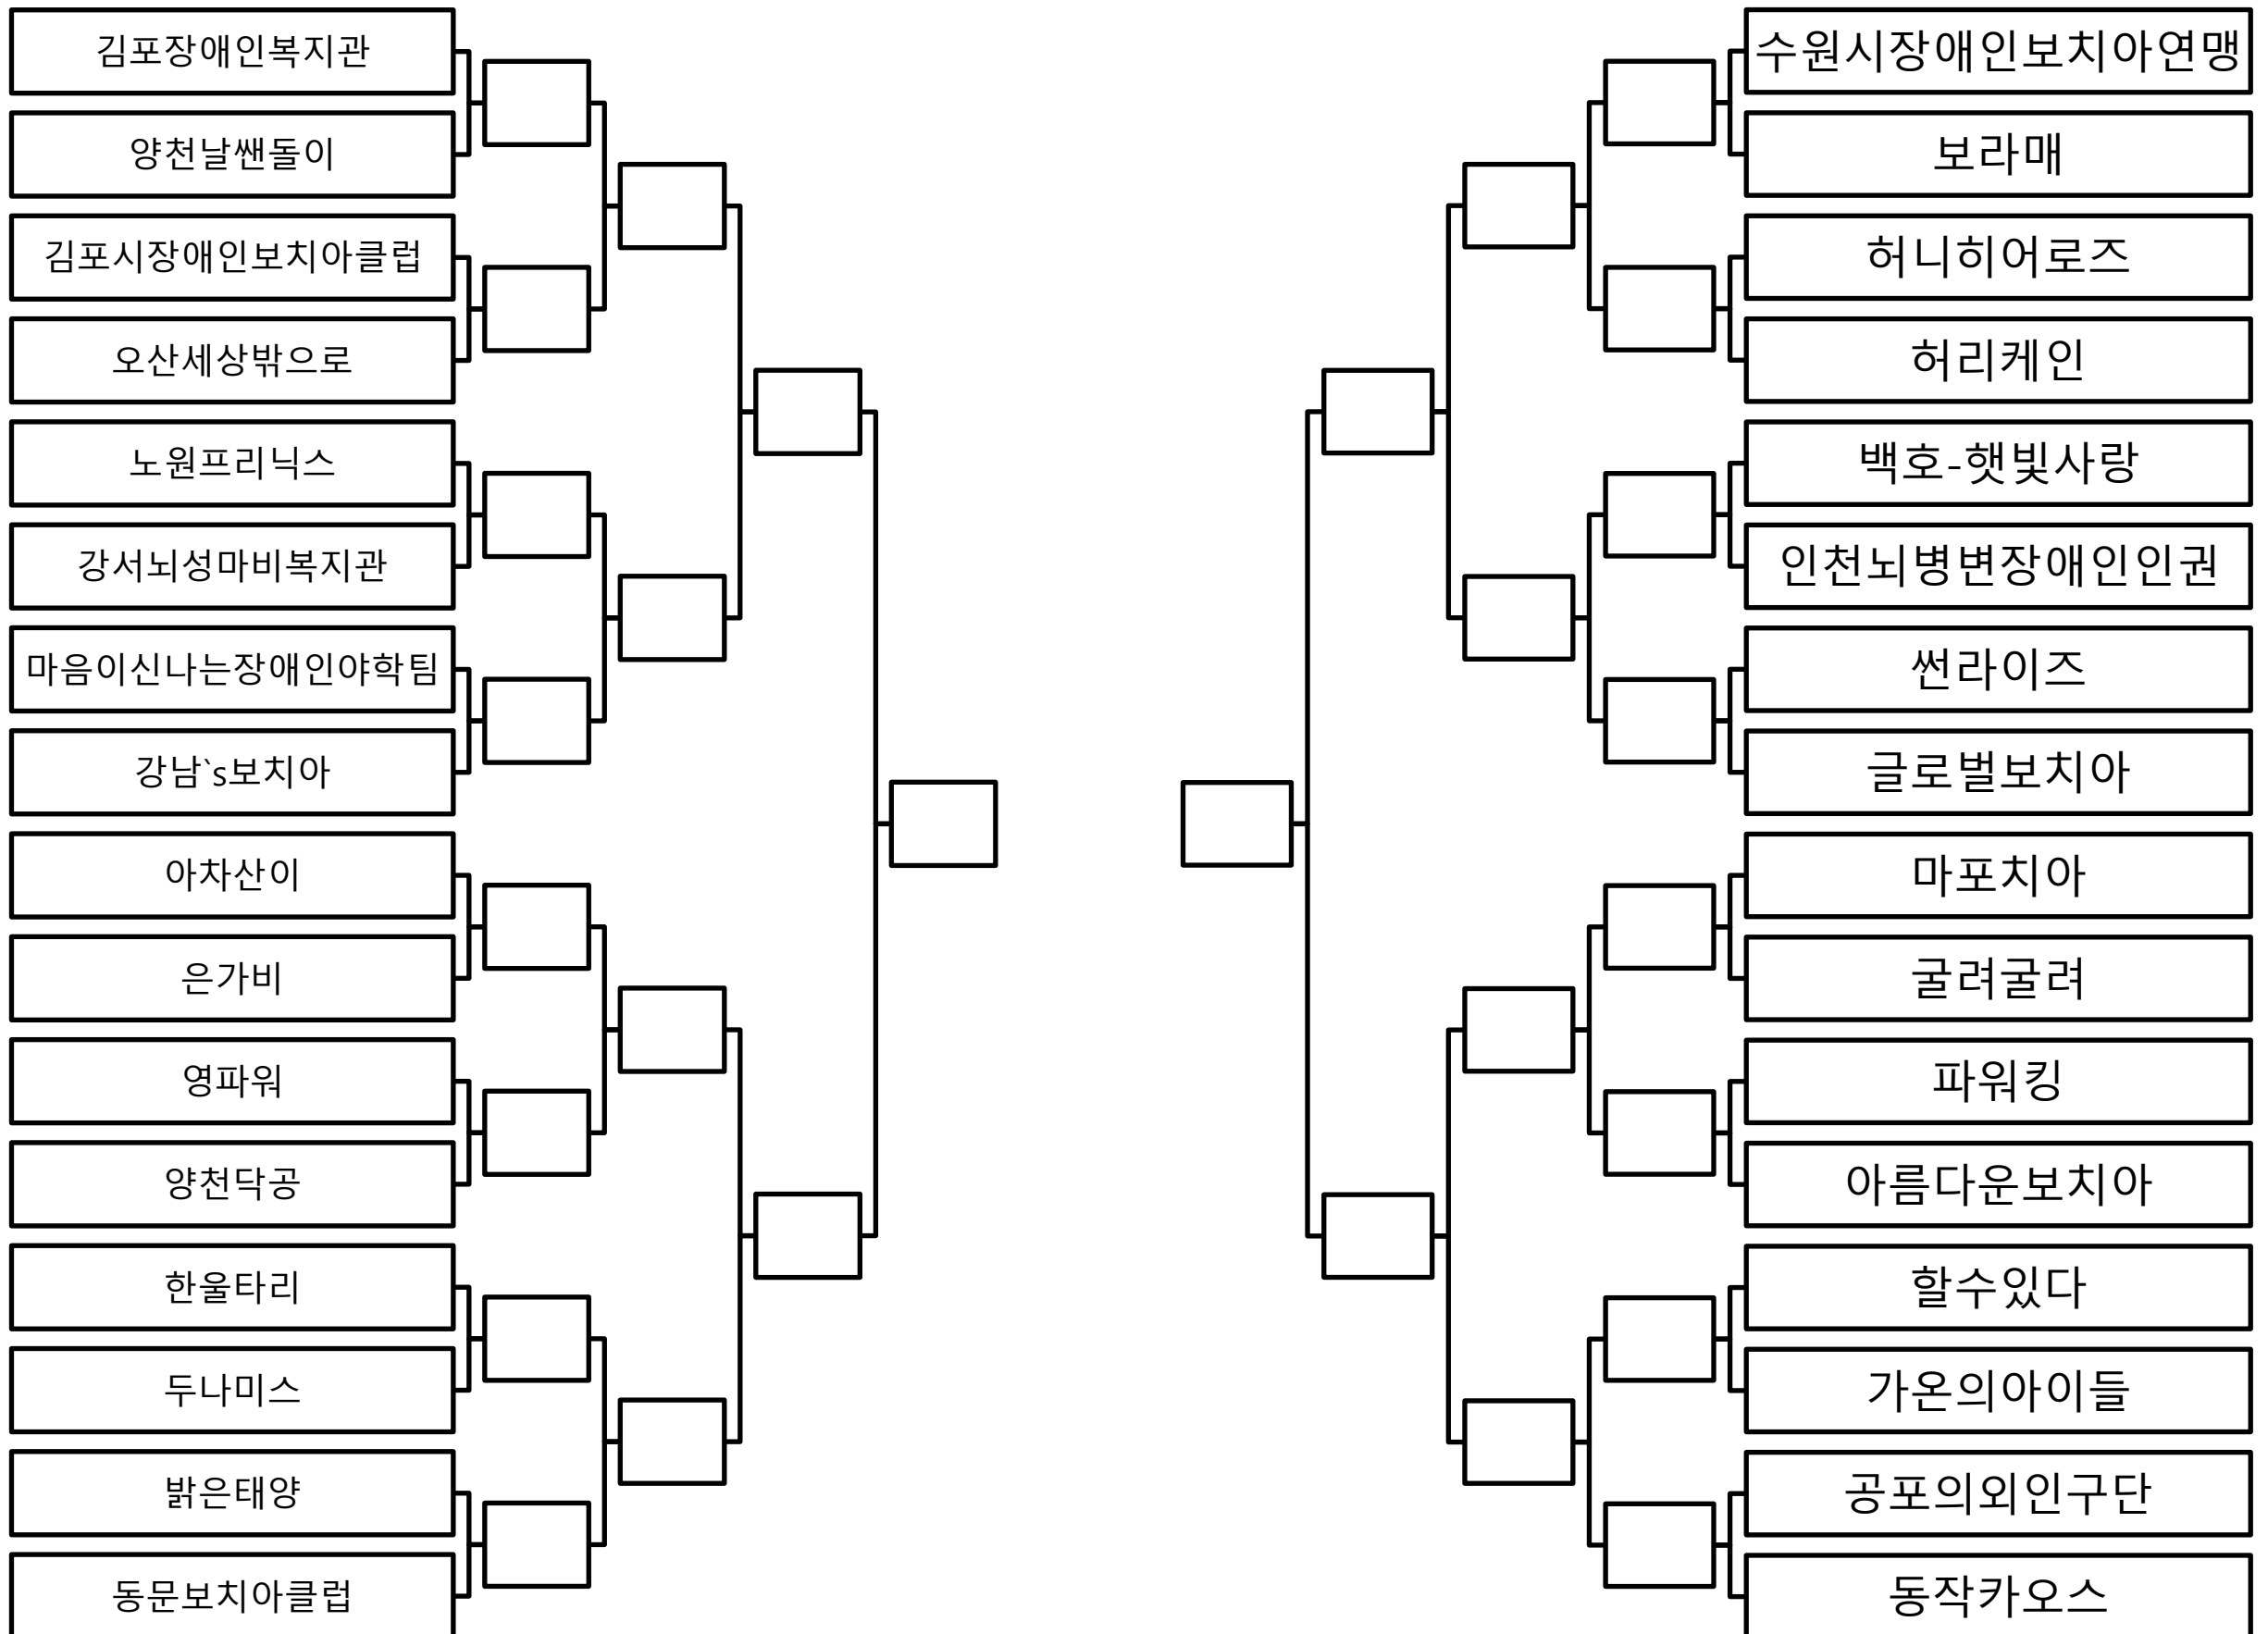 김포장애인복지관
양천날쌘돌이
김포시장애인보치아클럽
오산세상밖으로
노원프리닉스
강서뇌성마비복지관
마음이신나는장애인야학팀
강남`s보치아
아차산이
은가비
영파워
양천닥공
한울타리
두나미스
밝은태양
동문보치아클럽
수원시장애인보치아연맹
보라매
허니히어로즈
허리케인
백호-햇빛사랑
인천뇌병변장애인인권
썬라이즈
글로벌보치아
마포치아
굴려굴려
파워킹
아름다운보치아
할수있다
가온의아이들
공포의외인구단
동작카오스